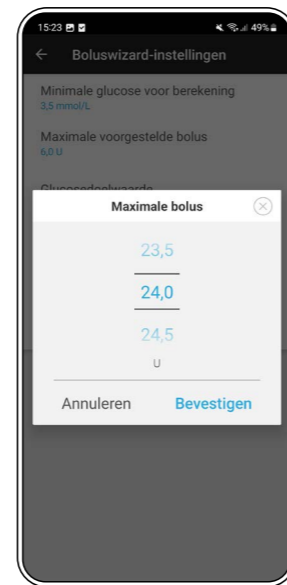 15:23 49%
Boluswizard-instellingen
Minimale glucose voor berekening
3,5 mmol/L
Maximale voorgestelde bolus
6,0 U
Glucosedoelwaarde
Maximale bolus
23,5
24,0
24,5
U
Annuleren Bevestigen